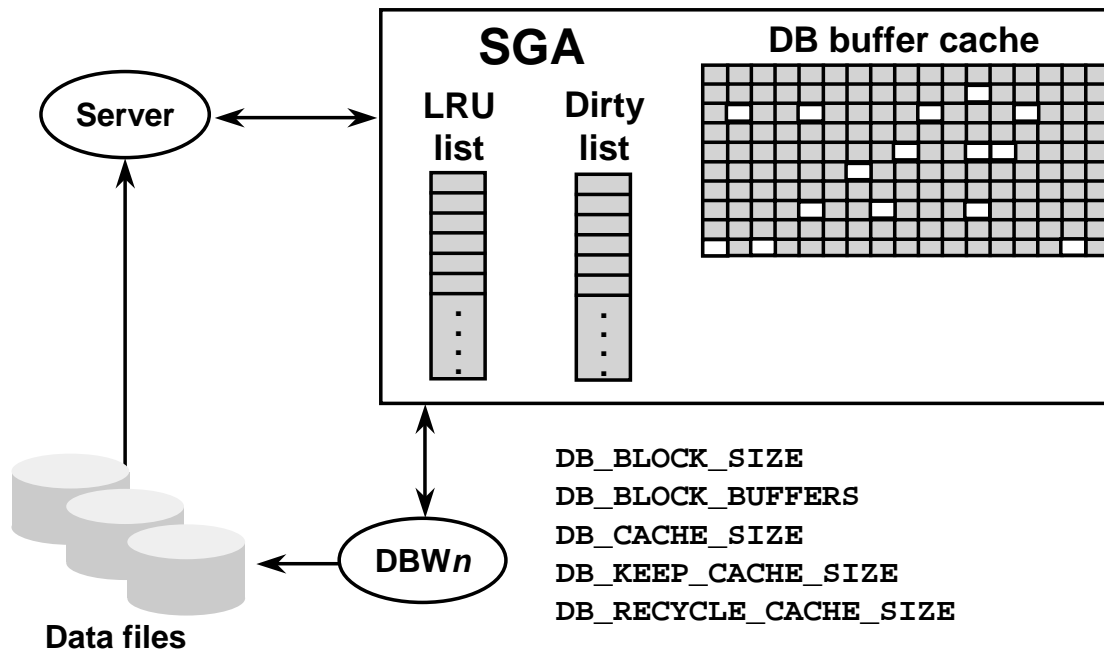 SGA
DB buffer cache
Server
LRU
list
Dirty
list
.
.
.
.
.
.
.
.
DB_BLOCK_SIZE
DB_BLOCK_BUFFERS
DB_CACHE_SIZE
DB_KEEP_CACHE_SIZE
DB_RECYCLE_CACHE_SIZE
DBWn
Data files